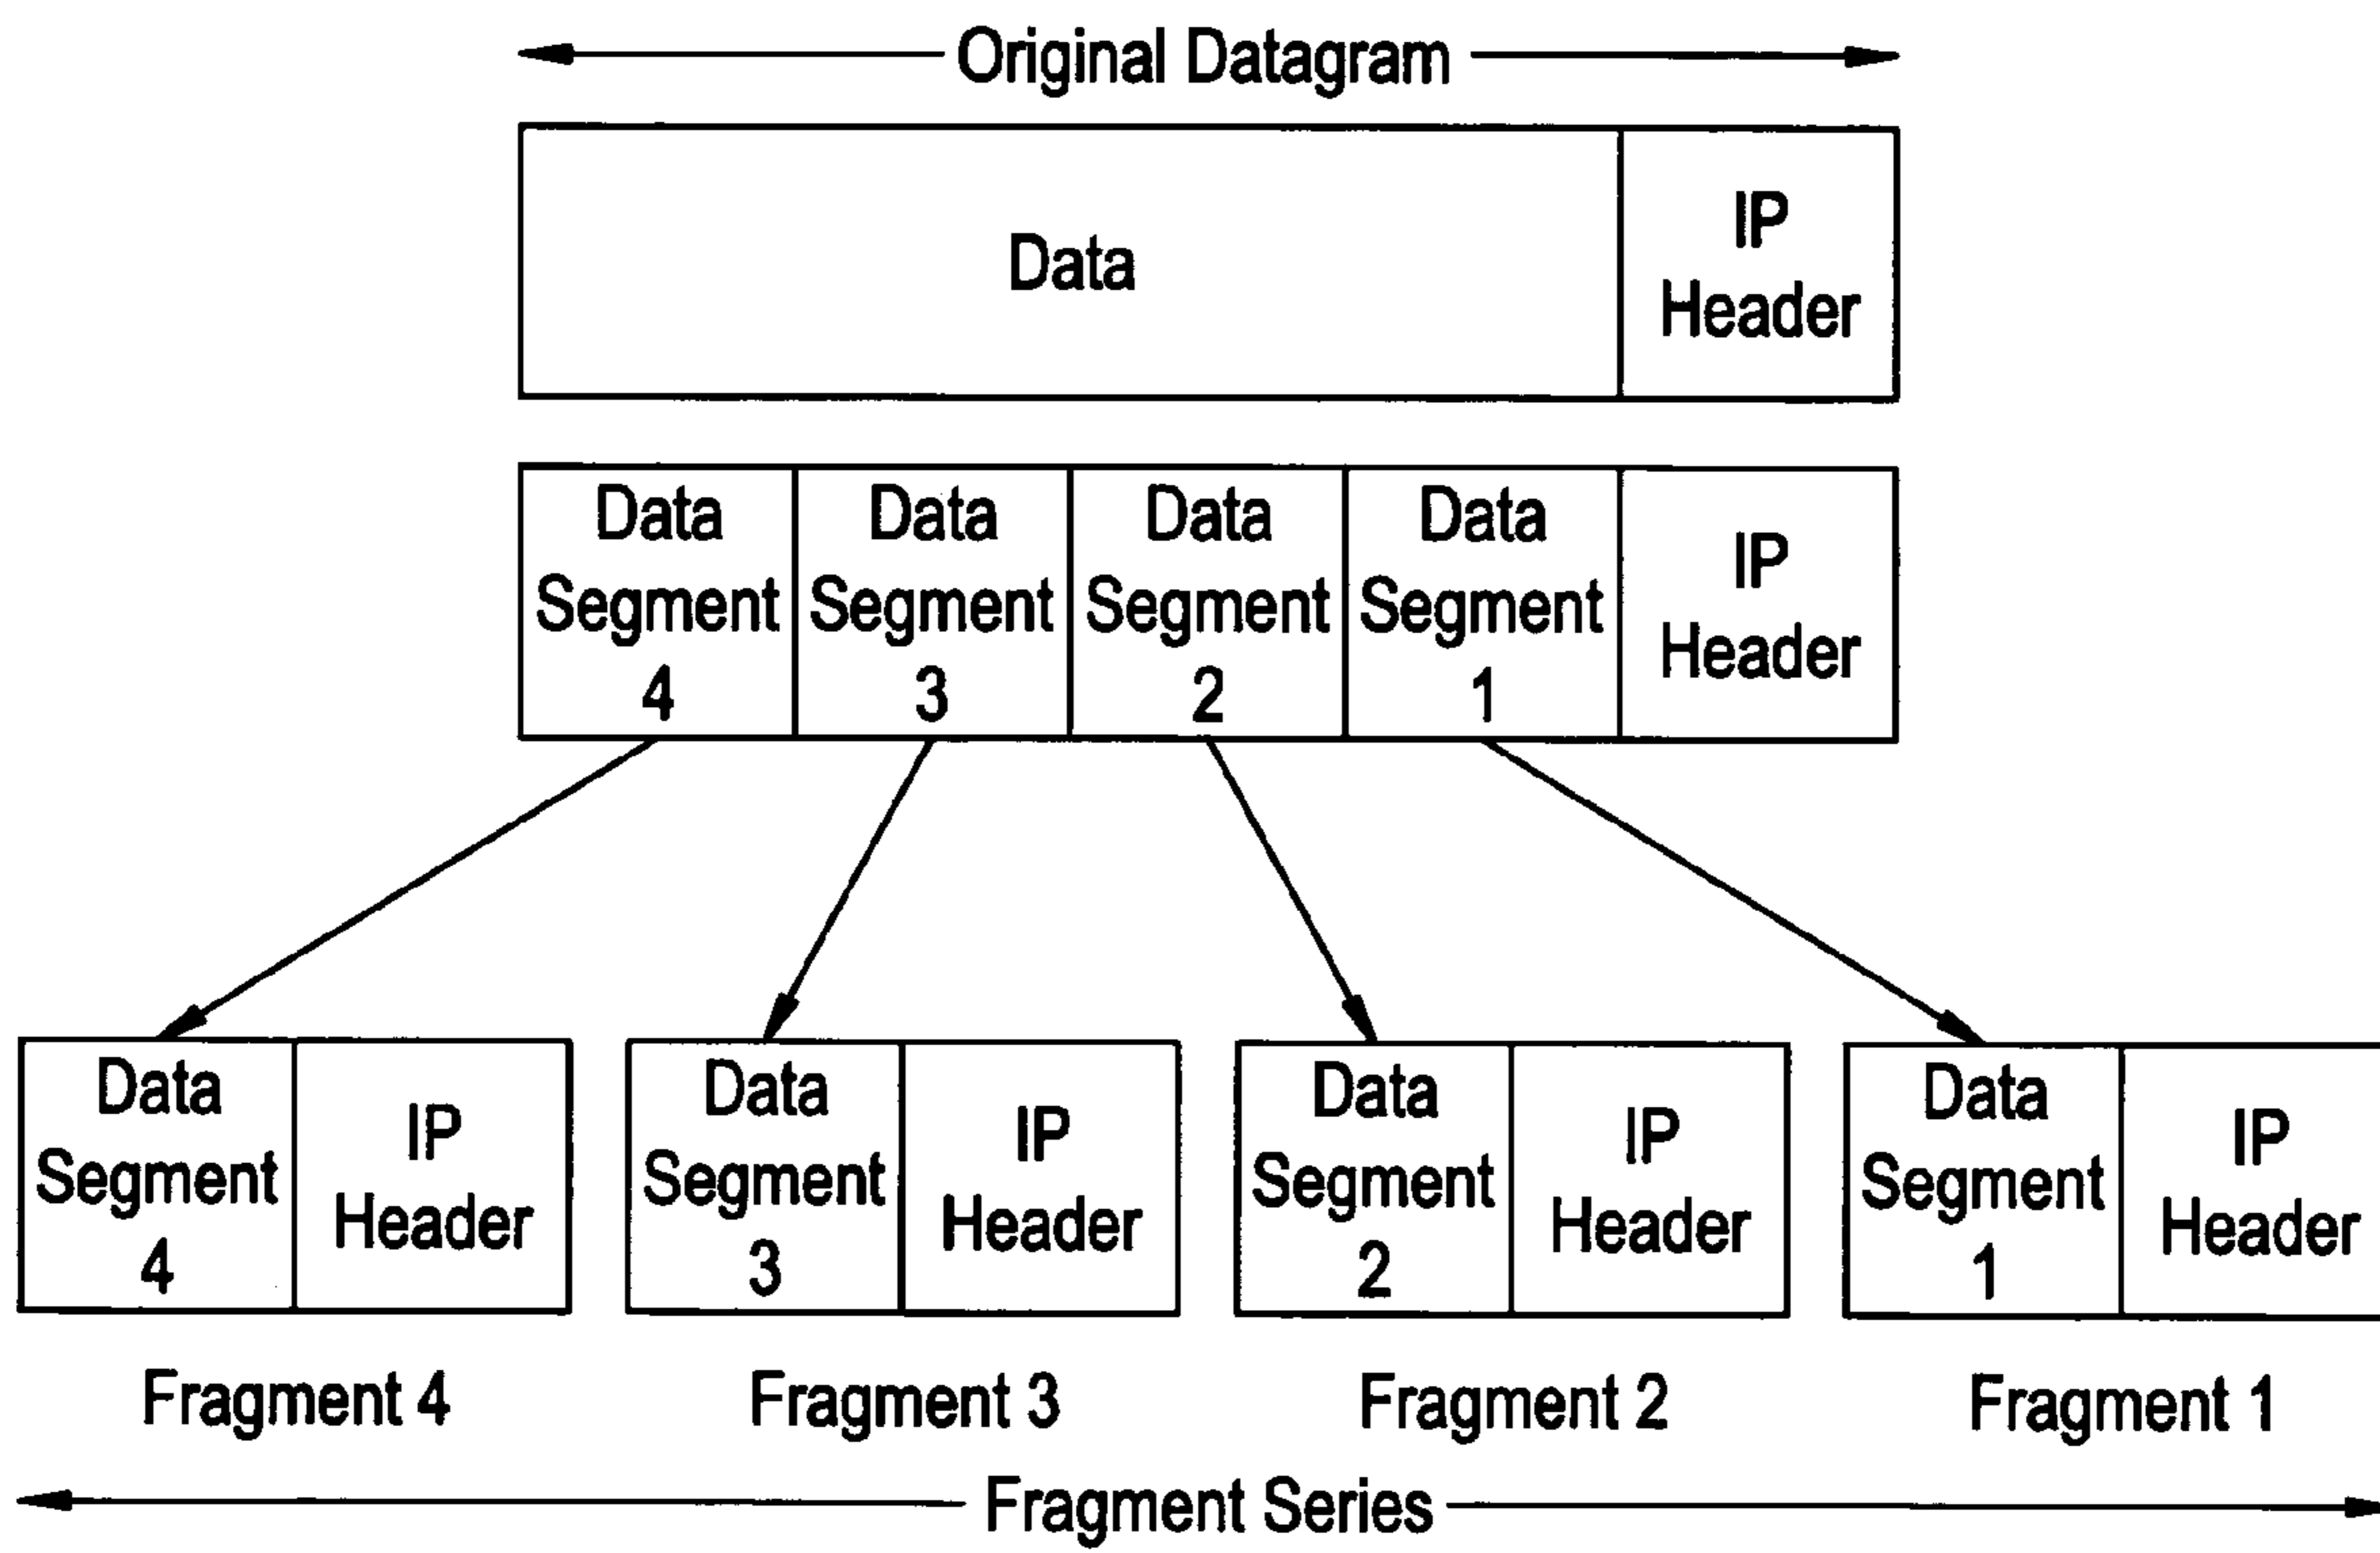 Original Datagram
Data
IP
Header
Data
Segment
4
Data
Segment
3
Data
Segment
2
Data
Segment
1
IP
Header
Data
Segment
4
IP
Header
Data
Segment
3
IP
Header
Data
Segment
2
IP
Header
Data
Segment
1
IP
Header
Fragment 4
Fragment 3
Fragment 2
Fragment 1
Fragment Series